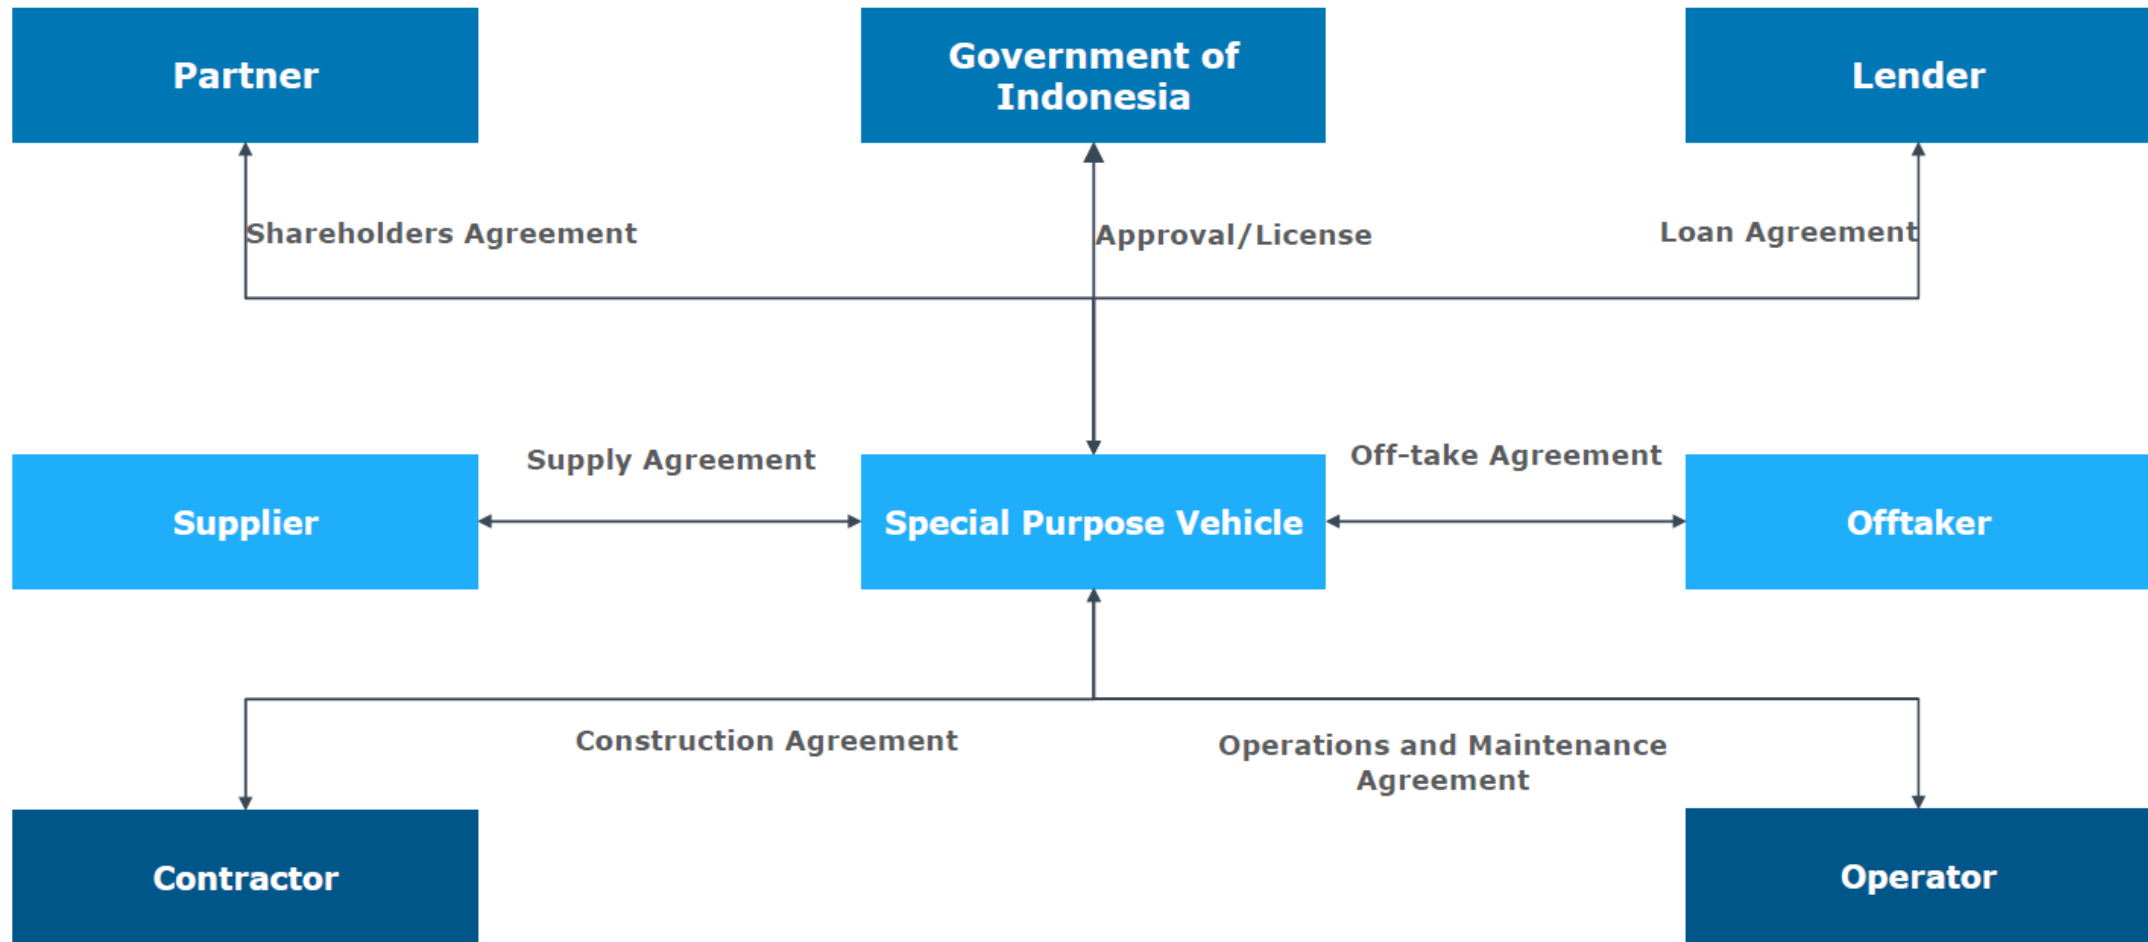 Partner
Government of
Indonesia
Lender
Shareholders Agreement
Approval/License
Loan Agreement
Supply Agreement
Off-take Agreement
Supplier
Special Purpose Vehicle
Offtaker
Construction Agreement
Operations and Maintenance
Agreement
Contractor
Operator